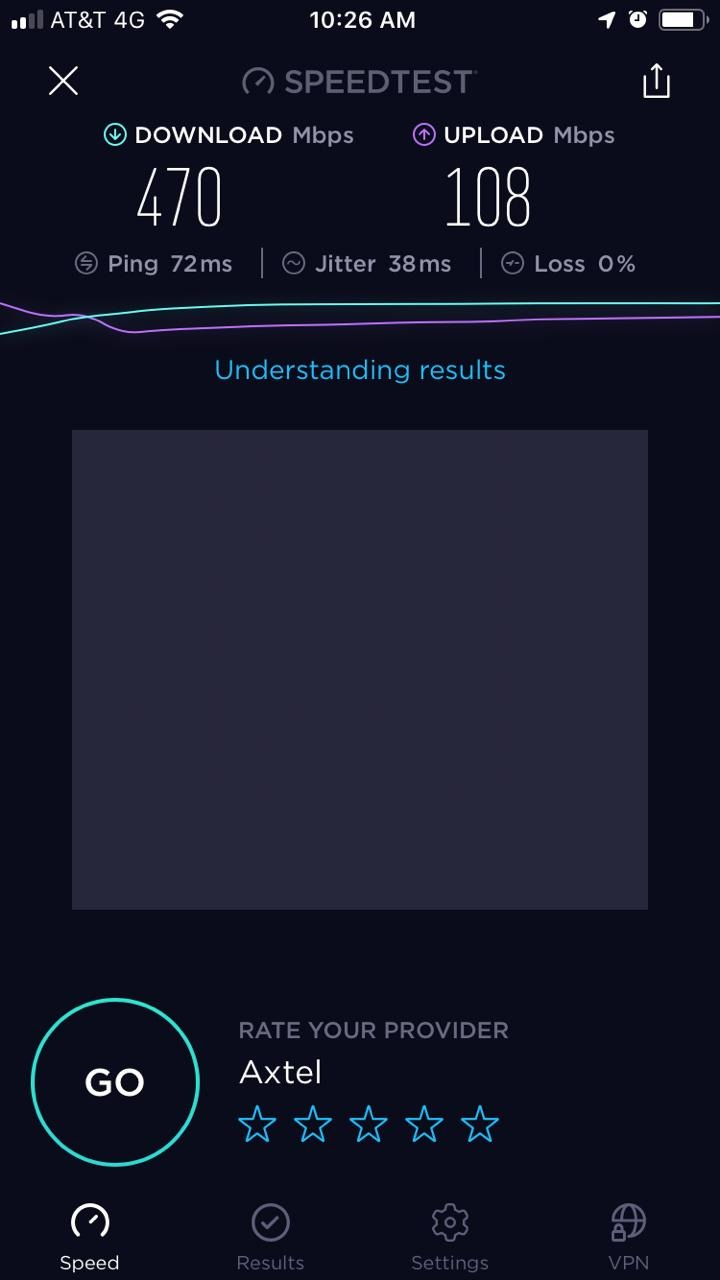 AT&T 4G 10:26 AM
SPEEDTEST
DOWNLOAD Mbps UPLOAD Mbps
470 108
Ping 72 ms Jitter 38 ms Loss 0 %
Understanding results
RATE YOUR PROVIDER
Axtel
GO
Speed Results Settings VPN